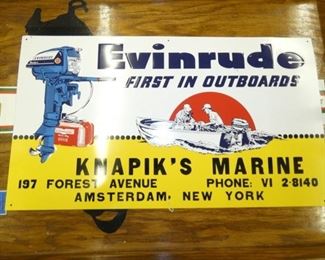 Evinrude
FIRST IN OUTBOARDS
KNAPIK'S MARINE
197 FOREST AVENUE PHONE: VI 2-8140
AMSTERDAM, NEW YORK